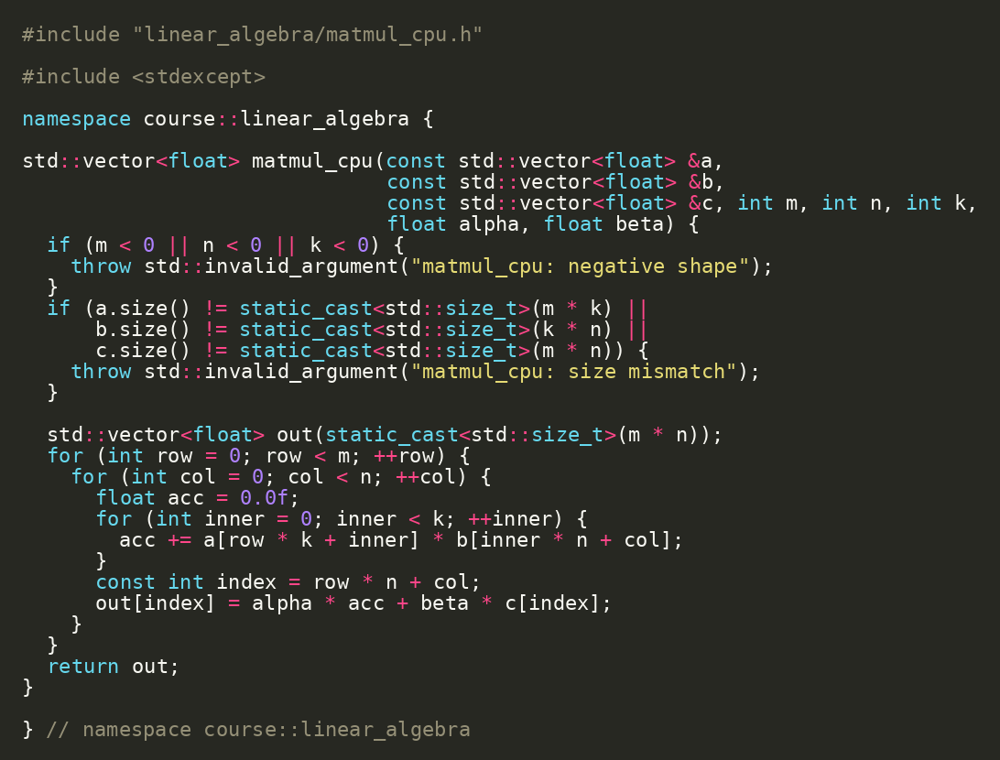 #include "linear_algebra/matmul_cpu.h"

#include <stdexcept>

namespace course::linear_algebra {

std::vector<float> matmul_cpu(const std::vector<float> &a,
                              const std::vector<float> &b,
                              const std::vector<float> &c, int m, int n, int k,
                              float alpha, float beta) {
  if (m < 0 || n < 0 || k < 0) {
    throw std::invalid_argument("matmul_cpu: negative shape");
  }
  if (a.size() != static_cast<std::size_t>(m * k) ||
      b.size() != static_cast<std::size_t>(k * n) ||
      c.size() != static_cast<std::size_t>(m * n)) {
    throw std::invalid_argument("matmul_cpu: size mismatch");
  }

  std::vector<float> out(static_cast<std::size_t>(m * n));
  for (int row = 0; row < m; ++row) {
    for (int col = 0; col < n; ++col) {
      float acc = 0.0f;
      for (int inner = 0; inner < k; ++inner) {
        acc += a[row * k + inner] * b[inner * n + col];
      }
      const int index = row * n + col;
      out[index] = alpha * acc + beta * c[index];
    }
  }
  return out;
}

} // namespace course::linear_algebra